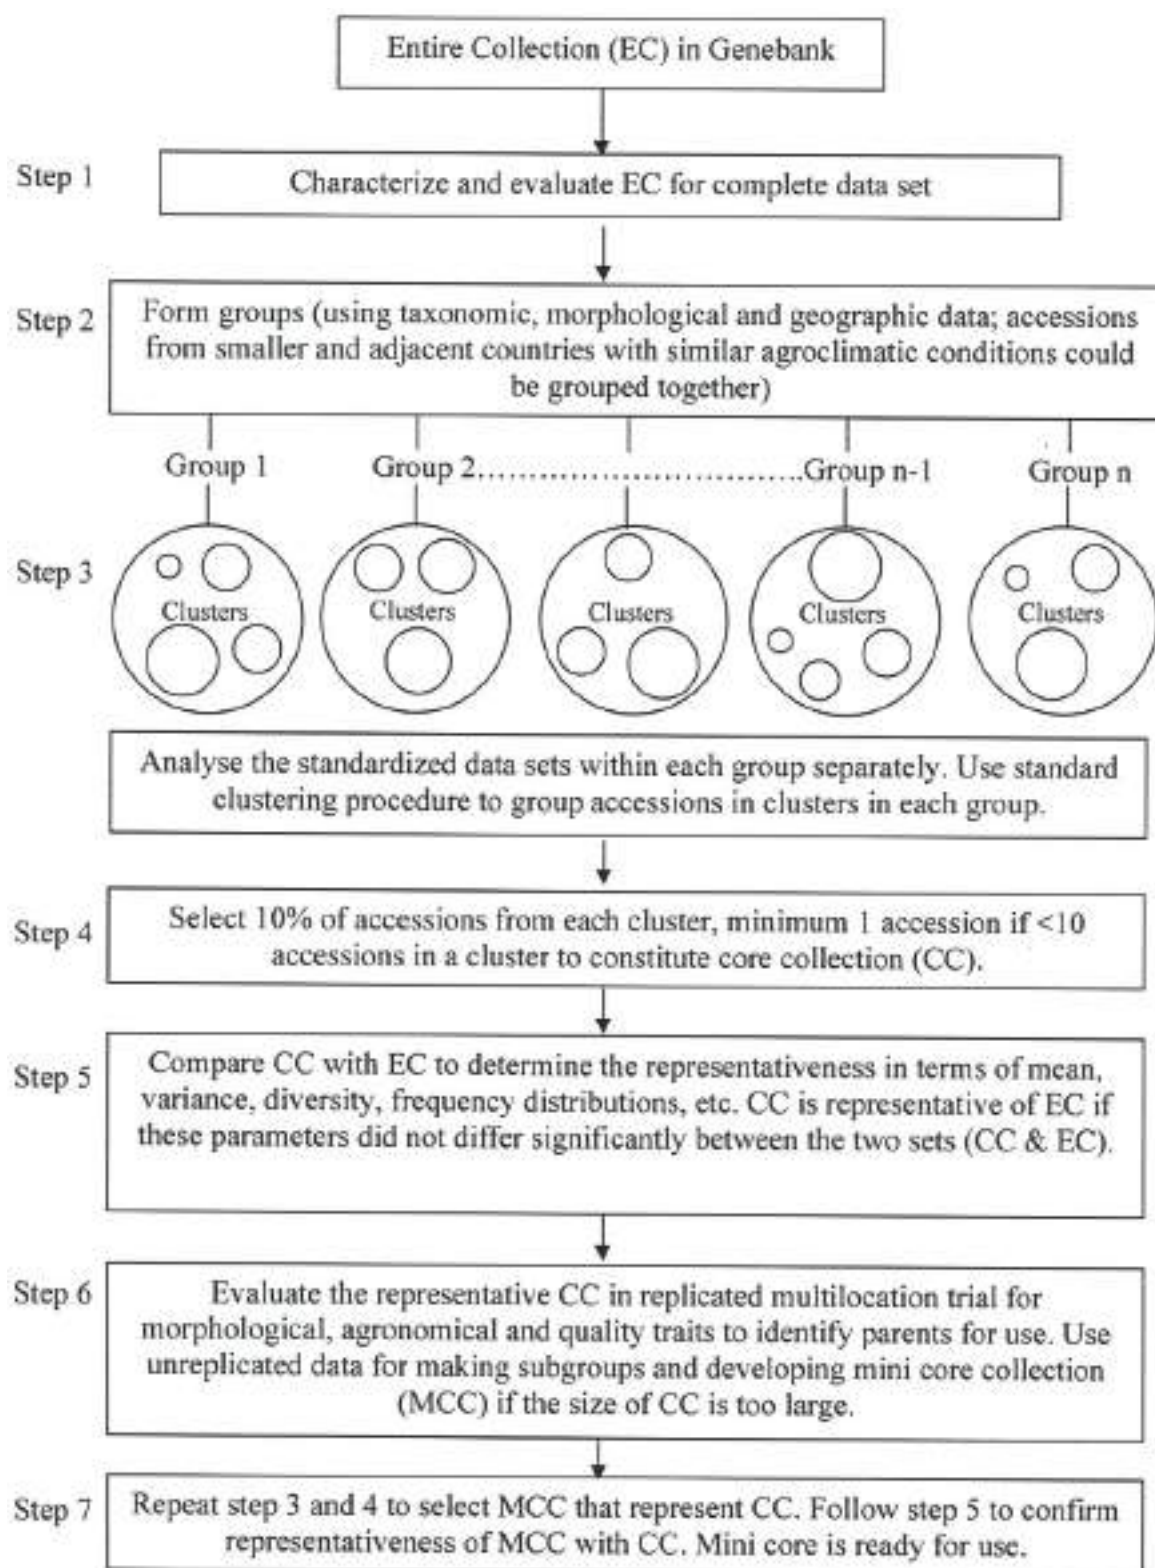 Entire Collection (EC) in Genebank
Step 1
Characterize and evaluate EC for complete data set
Step 2
Form groups (using taxonomic, morphological and geographic data; accessions
from smaller and adjacent countries with similar agroclimatic conditions could
be grouped together)
Group 1 Group 2..............................Group n-1 Group n
Step 3
Clusters Clusters Clusters Clusters Clusters
Analyse the standardized data sets within each group separately. Use standard
clustering procedure to group accessions in clusters in each group.
Step 4
Select 10% of accessions from each cluster, minimum 1 accession if <10
accessions in a cluster to constitute core collection (CC).
Step 5
Compare CC with EC to determine the representativeness in terms of mean,
variance, diversity, frequency distributions, etc. CC is representative of EC if
these parameters did not differ significantly between the two sets (CC & EC).
Step 6
Evaluate the representative CC in replicated multilocation trial for
morphological, agronomical and quality traits to identify parents for use. Use
unreplicated data for making subgroups and developing mini core collection
(MCC) if the size of CC is too large.
Step 7
Repeat step 3 and 4 to select MCC that represent CC. Follow step 5 to confirm
representativeness of MCC with CC. Mini core is ready for use.